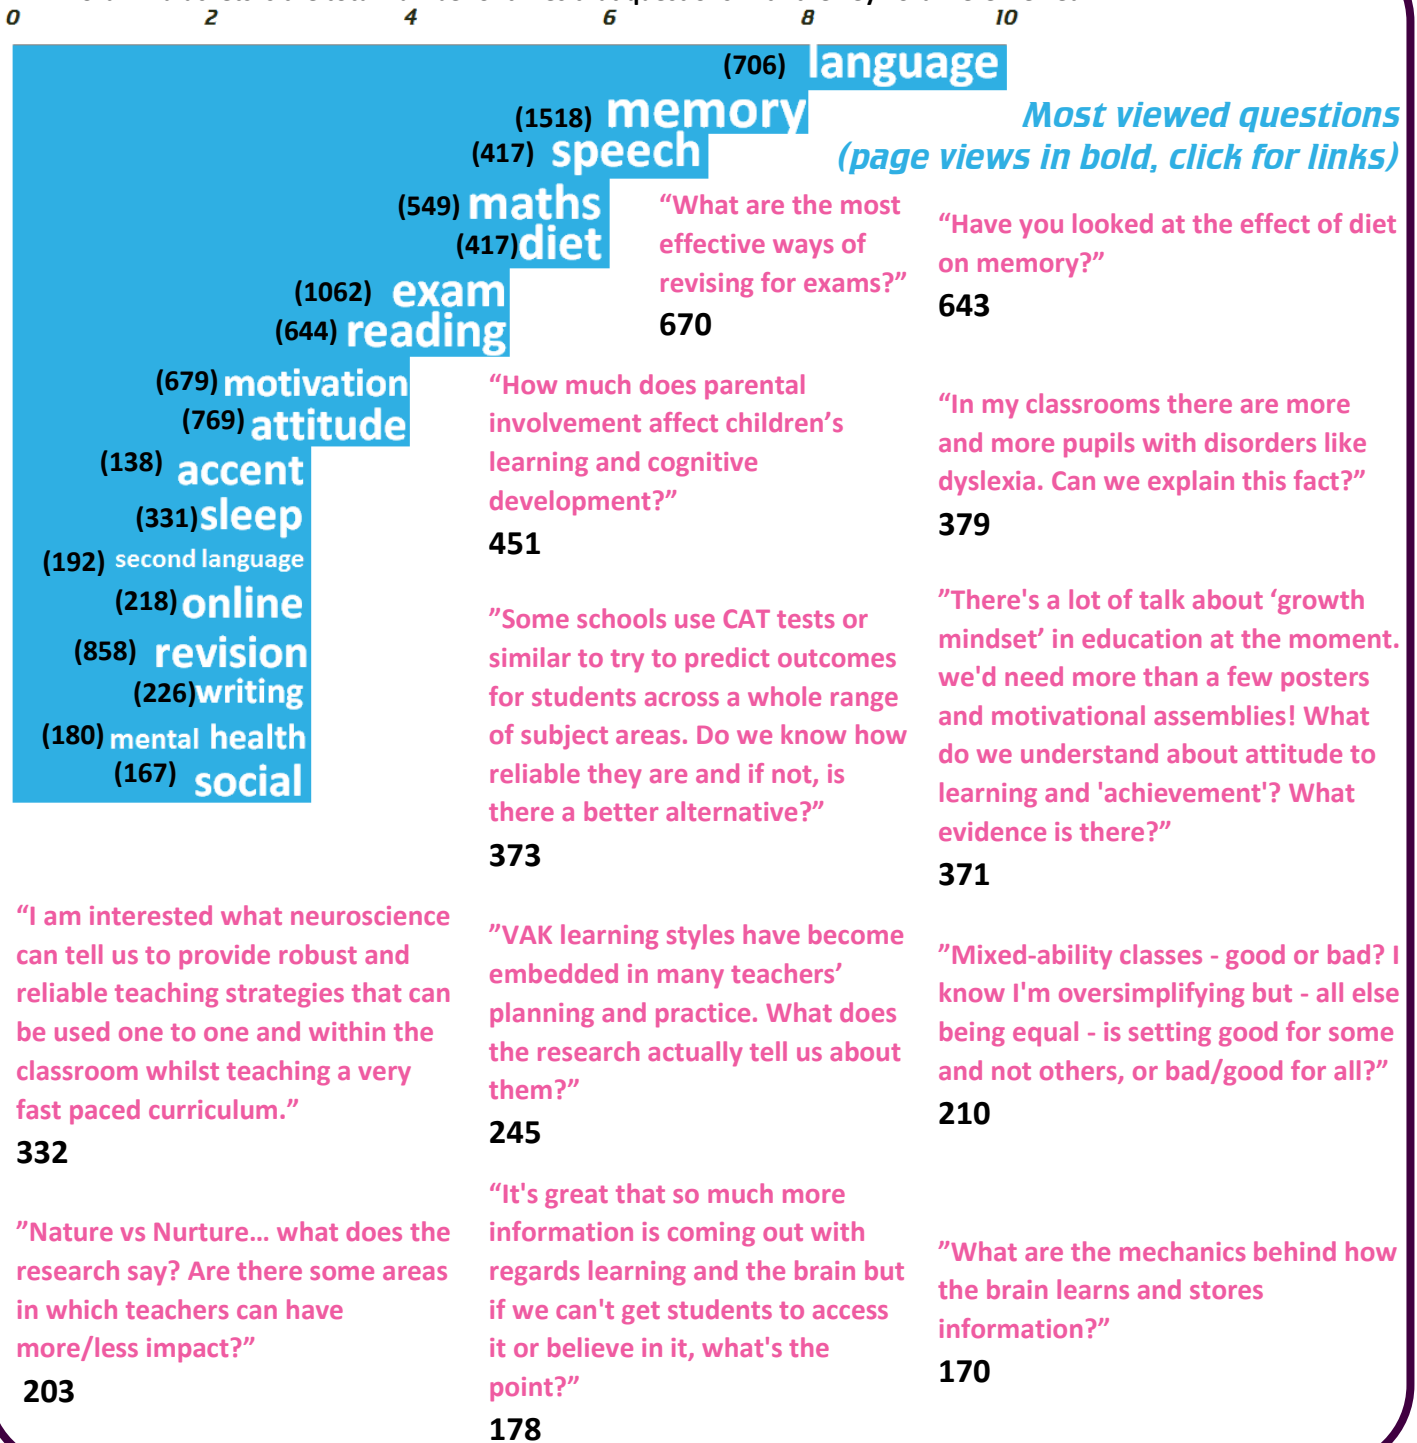 0 2 4 6 8 10
(706) language
(1518) memory
(417) speech
(549) maths
(417) diet
(1062) exam
(644) reading
(679) motivation
(769) attitude
(138) accent
(331) sleep
(192) second language
(218) online
(858) revision
(226) writing
(180) mental health
(167) social
Most viewed questions
(page views in bold, click for links)
“What are the most
effective ways of
revising for exams?”
670
“Have you looked at the effect of diet
on memory?”
643
“How much does parental
involvement affect children’s
learning and cognitive
development?”
451
“In my classrooms there are more
and more pupils with disorders like
dyslexia. Can we explain this fact?”
379
”Some schools use CAT tests or
similar to try to predict outcomes
for students across a whole range
of subject areas. Do we know how
reliable they are and if not, is
there a better alternative?”
373
”There's a lot of talk about ‘growth
mindset’ in education at the moment.
we'd need more than a few posters
and motivational assemblies! What
do we understand about attitude to
learning and 'achievement'? What
evidence is there?”
371
“I am interested what neuroscience
can tell us to provide robust and
reliable teaching strategies that can
be used one to one and within the
classroom whilst teaching a very
fast paced curriculum.”
332
”VAK learning styles have become
embedded in many teachers’
planning and practice. What does
the research actually tell us about
them?”
245
”Mixed-ability classes - good or bad? I
know I'm oversimplifying but - all else
being equal - is setting good for some
and not others, or bad/good for all?”
210
”Nature vs Nurture… what does the
research say? Are there some areas
in which teachers can have
more/less impact?”
203
“It's great that so much more
information is coming out with
regards learning and the brain but
if we can't get students to access
it or believe in it, what's the
point?”
178
”What are the mechanics behind how
the brain learns and stores
information?”
170